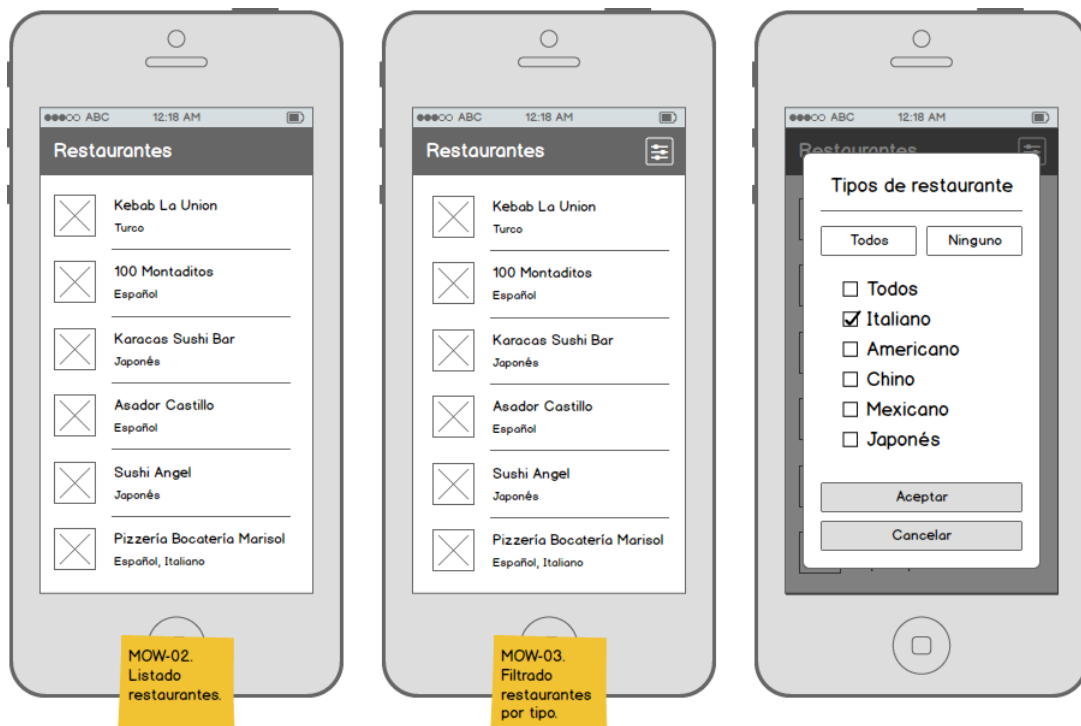 ABC 12:18 AM
Restaurantes
Kebab La Union
Turco
100 Montaditos
Español
Karacas Sushi Bar
Japonés
Asador Castillo
Español
Sushi Angel
Japonés
Pizzería Bocatería Marisol
Español, Italiano
MOW-02.
Listado
restaurantes.
ABC 12:18 AM
Restaurantes
Kebab La Union
Turco
100 Montaditos
Español
Karacas Sushi Bar
Japonés
Asador Castillo
Español
Sushi Angel
Japonés
Pizzería Bocatería Marisol
Español, Italiano
MOW-03.
Filtrado
restaurantes
por tipo.
ABC 12:18 AM
Restaurantes
Tipos de restaurante
Todos Ninguno
Todos
Italiano
Americano
Chino
Mexicano
Japonés
Aceptar
Cancelar